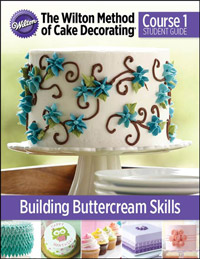 Wilton
The Wilton Method
of Cake Decorating®
Course 1
STUDENT GUIDE
Building Buttercream Skills